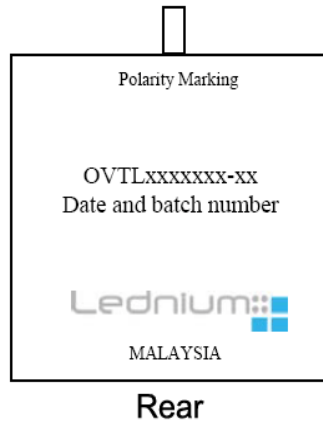 Polarity Marking
OVTLxxxxxxx-xx
Date and batch number
Lednium
MALAYSIA
Rear